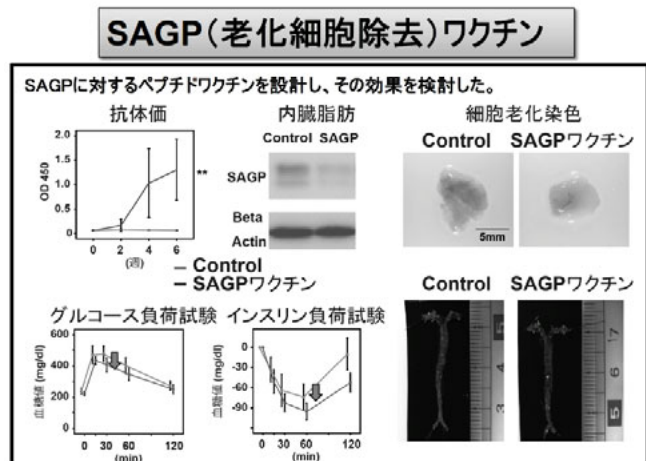 SAGP(老化細胞除去)ワクチン
SAGPに対するペプチドワクチンを設計し、その効果を検討した。
抗体価
OD 450
2.0
1.5
1.0
0.5
0
0 2 4 6
(週)
**
Control
SAGPワクチン
内臓脂肪
Control SAGP
SAGP
Beta
Actin
細胞老化染色
Control SAGPワクチン
5mm
グルコース負荷試験
血糖値 (mg/dl)
600
400
200
0
0 30 60 120
(min)
インスリン負荷試験
血糖値 (mg/dl)
0
-30
-60
-90
0 30 60 120
(min)
Control SAGPワクチン
5
4
3
7
6
5